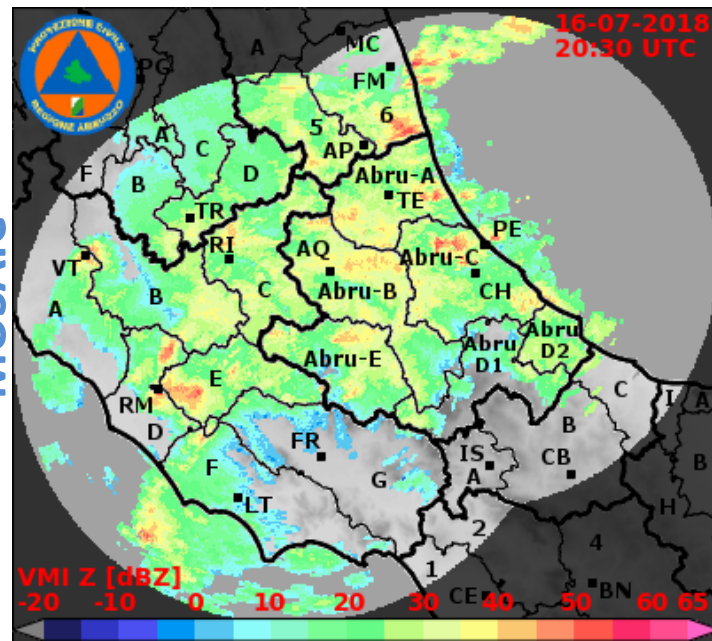 16-07-2018
20:30 UTC
PROTEZIONE CIVILE
REGIONE ABRUZZO
MOSAIC
PG
A
MC
FM
5
6
AP
A
C
D
B
F
TR
Abru-A
TE
PE
VT
RI
AQ
Abru-C
CH
A
B
C
Abru-B
Abru-E
Abru
D1
Abru
D2
RM
E
D
FR
F
LT
G
IS
A
B
CB
C
I
A
B
H
2
1
4
CE
BN
VMI Z [dBZ]
-20 -10 0 10 20 30 40 50 60 65